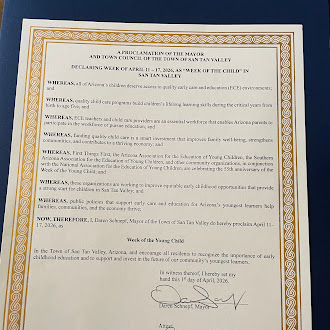 A PROCLAMATION OF THE MAYOR
AND TOWN COUNCIL OF THE TOWN OF SAN TAN VALLEY
DECLARING WEEK OF APRIL 11 – 17, 2026, AS "WEEK OF THE CHILD" IN
SAN TAN VALLEY
WHEREAS, all of Arizona's children deserve access to quality early care and education (ECE) environments;
and
WHEREAS, quality child care programs build children's lifelong learning skills during the critical years from
birth to age five; and
WHEREAS, ECE teachers and child care providers are an essential workforce that enables Arizona parents to
participate in the workforce or pursue education; and
WHEREAS, funding quality child care is a smart investment that improves family well-being, strengthens
communities, and contributes to a thriving economy; and
WHEREAS, First Things First, the Arizona Association for the Education of Young Children, the Southern
Arizona Association for the Education of Young Children, and other community organizations, in conjunction
with the National Association for the Education of Young Children, are celebrating the 55th anniversary of the
Week of the Young Child; and
WHEREAS, these organizations are working to improve equitable early childhood opportunities that provide
a strong start for children in San Tan Valley; and
WHEREAS, public policies that support early care and education for Arizona's youngest learners help
families, communities, and the economy thrive.
NOW, THEREFORE, I, Daren Schnepf, Mayor of the Town of San Tan Valley do hereby proclaim April 11-
17, 2026, as
Week of the Young Child
In the Town of San Tan Valley, Arizona, and encourage all residents to recognize the importance of early
childhood education and to support and invest in the future of our community's youngest learners.
In witness thereof, I hereby set my
hand this 1st day of April, 2026.
Daren Schnepf, Mayor
Attest